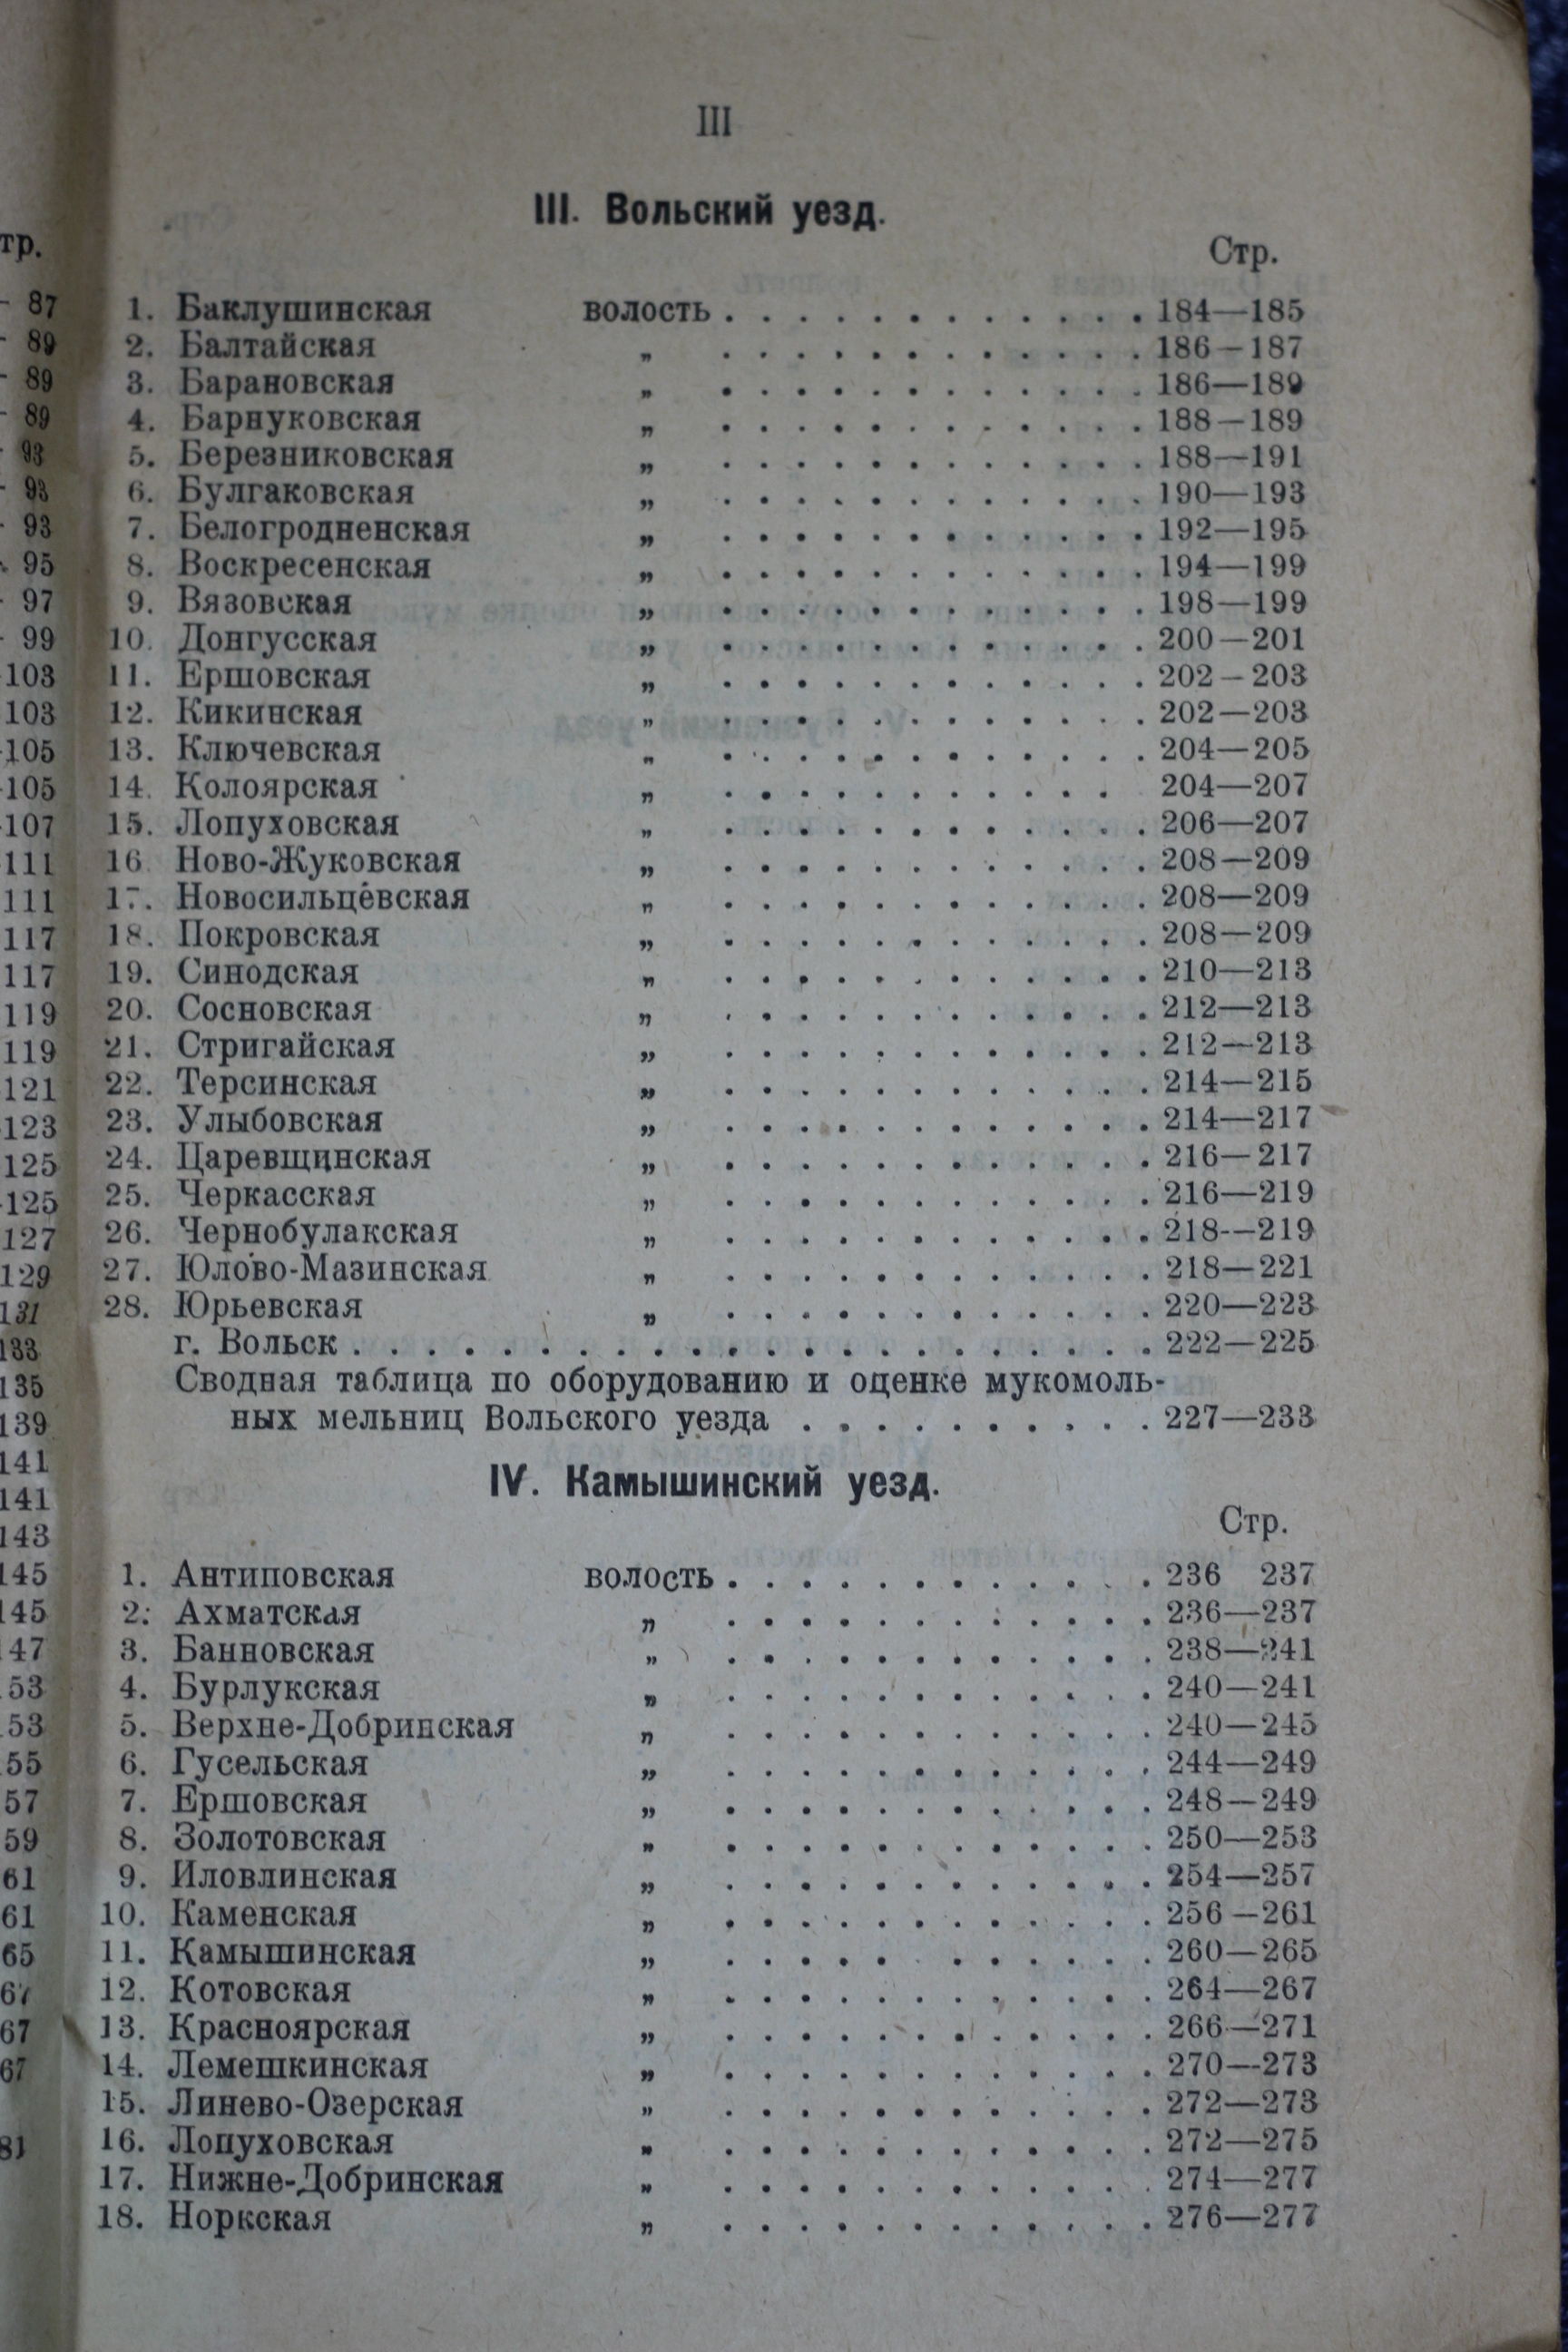 III
III. Вольский уезд.
Стр.
1. Баклушинская волость . . . . . . . . . . . . 184—185
2. Балтайская „ . . . . . . . . . . . . 186—187
3. Барановская „ . . . . . . . . . . . . 186—189
4. Барнуковская „ . . . . . . . . . . . . 188—189
5. Березниковская „ . . . . . . . . . . . . 188—191
6. Булгаковская „ . . . . . . . . . . . . 190—193
7. Белогродненская „ . . . . . . . . . . . . 192—195
8. Воскресенская „ . . . . . . . . . . . . 194—199
9. Вязовская „ . . . . . . . . . . . . 198—199
10. Донгусская „ . . . . . . . . . . . . 200—201
11. Ершовская „ . . . . . . . . . . . . 202—203
12. Кикинская „ . . . . . . . . . . . . 202—203
13. Ключевская „ . . . . . . . . . . . . 204—205
14. Колоярская „ . . . . . . . . . . . 204—207
15. Лопуховская „ . . . . . . . . . . . . 206—207
16 Ново-Жуковская „ . . . . . . . . . . . . 208—209
17. Новосильцевская „ . . . . . . . . . . . . 208—209
18. Покровская „ . . . . . . . . . . . . 208—209
19. Синодская „ . . . . . . . . . . . . 210—213
20. Сосновская „ . . . . . . . . . . . . 212—213
21. Стригайская „ . . . . . . . . . . . . 212—213
22. Терсинская „ . . . . . . . . . . . . 214—215
23. Улыбовская „ . . . . . . . . . . . . 214—217
24. Царевщинская „ . . . . . . . . . . . . 216—217
25. Черкасская „ . . . . . . . . . . . . 216—219
26. Чернобулакская „ . . . . . . . . . . . . 218—219
27. Юлово-Мазинская „ . . . . . . . . . . . . 218—221
28. Юрьевская „ . . . . . . . . . . . . 220—223
г. Вольск . . . . . . . . . . . . . . . . . . . . . . 222—225
Сводная таблица по оборудованию и оценке мукомоль-
ных мельниц Вольского уезда . . . . . . . . . . 227—233
IV. Камышинский уезд.
Стр.
1. Антиповская волость . . . . . . . . . . . . 236 237
2. Ахматская „ . . . . . . . . . . . . 236—237
3. Банновская „ . . . . . . . . . . . . 238—241
4. Бурлукская „ . . . . . . . . . . . . 240—241
5. Верхне-Добринская „ . . . . . . . . . . . . 240—245
6. Гусельская „ . . . . . . . . . . . . 244—249
7. Ершовская „ . . . . . . . . . . . . 248—249
8. Золотовская „ . . . . . . . . . . . . 250—253
9. Иловлинская „ . . . . . . . . . . . . 254—257
10. Каменская „ . . . . . . . . . . . . 256—261
11. Камышинская „ . . . . . . . . . . . 260—265
12. Котовская „ . . . . . . . . . . . . 264—267
13. Красноярская „ . . . . . . . . . . . . 266—271
14. Лемешкинская „ . . . . . . . . . . . . 270—273
15. Линево-Озерская „ . . . . . . . . . . . . 272—273
16. Лопуховская „ . . . . . . . . . . . . 272—275
17. Нижне-Добринская „ . . . . . . . . . . . . 274—277
18. Норкская „ . . . . . . . . . . . . 276—277